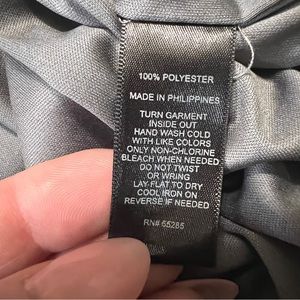 100% POLYESTER
MADE IN PHILIPPINES
TURN GARMENT
INSIDE OUT
HAND WASH COLD
WITH LIKE COLORS
ONLY NON-CHLORINE
BLEACH WHEN NEEDED
DO NOT TWIST
OR WRING
LAY-FLAT TO DRY
COOL IRON ON
REVERSE IF NEEDED
RN# 65285